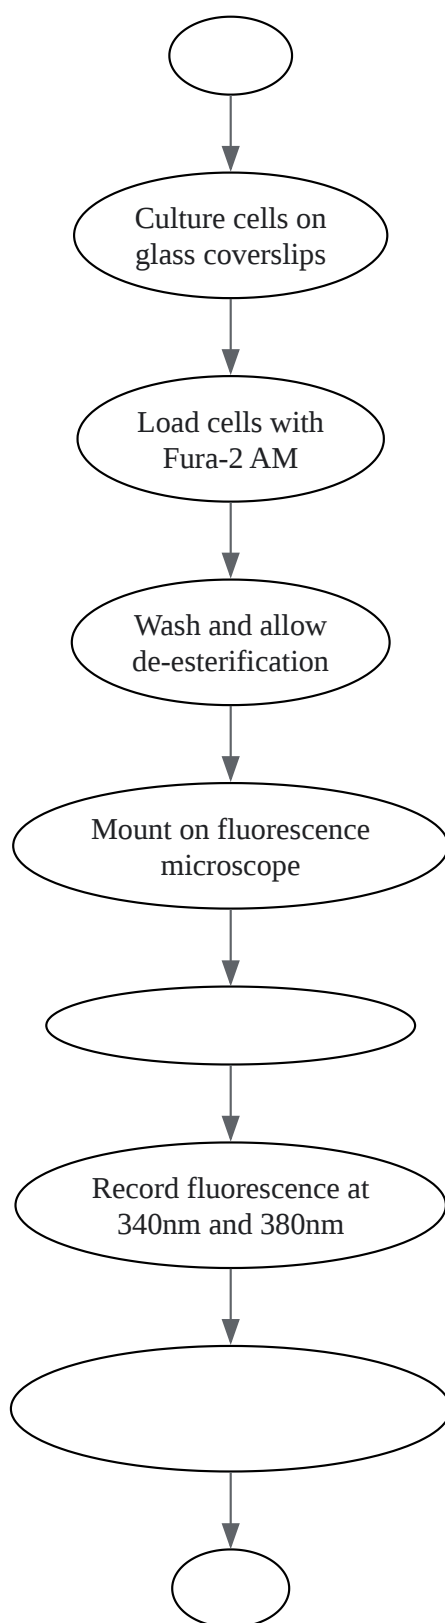 Culture cells on
glass coverslips
Load cells with
Fura-2 AM
Wash and allow
de-esterification
Mount on fluorescence
microscope
Record fluorescence at
340nm and 380nm